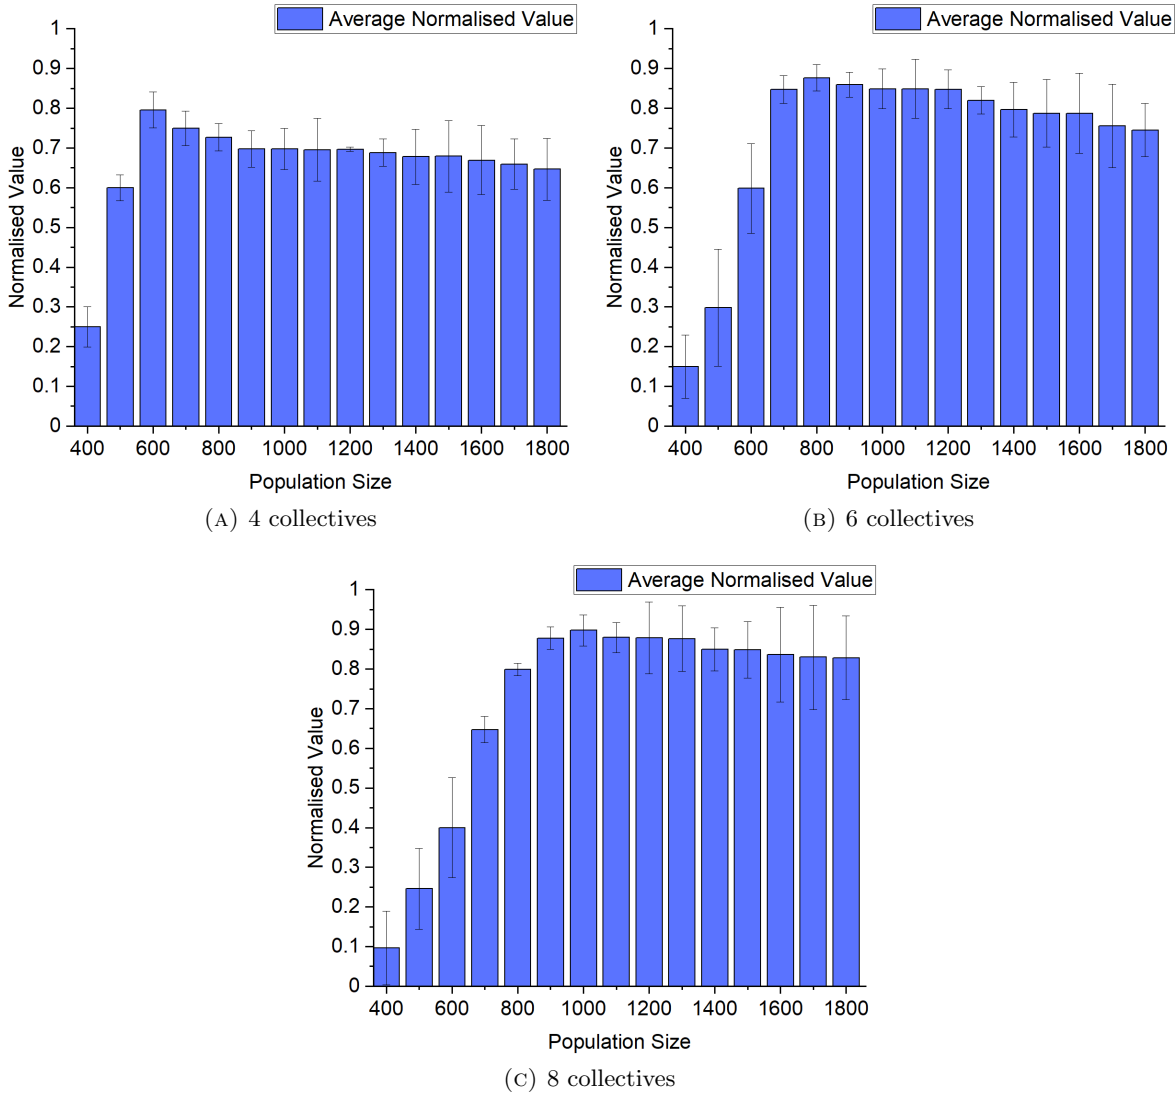 Average Normalised Value
1
0.9
0.8
0.7
0.6
0.5
0.4
0.3
0.2
0.1
0
Normalised Value
400 600 800 1000 1200 1400 1600 1800
Population Size
(A) 4 collectives
Average Normalised Value
1
0.9
0.8
0.7
0.6
0.5
0.4
0.3
0.2
0.1
0
Normalised Value
400 600 800 1000 1200 1400 1600 1800
Population Size
(B) 6 collectives
Average Normalised Value
1
0.9
0.8
0.7
0.6
0.5
0.4
0.3
0.2
0.1
0
Normalised Value
400 600 800 1000 1200 1400 1600 1800
Population Size
(C) 8 collectives